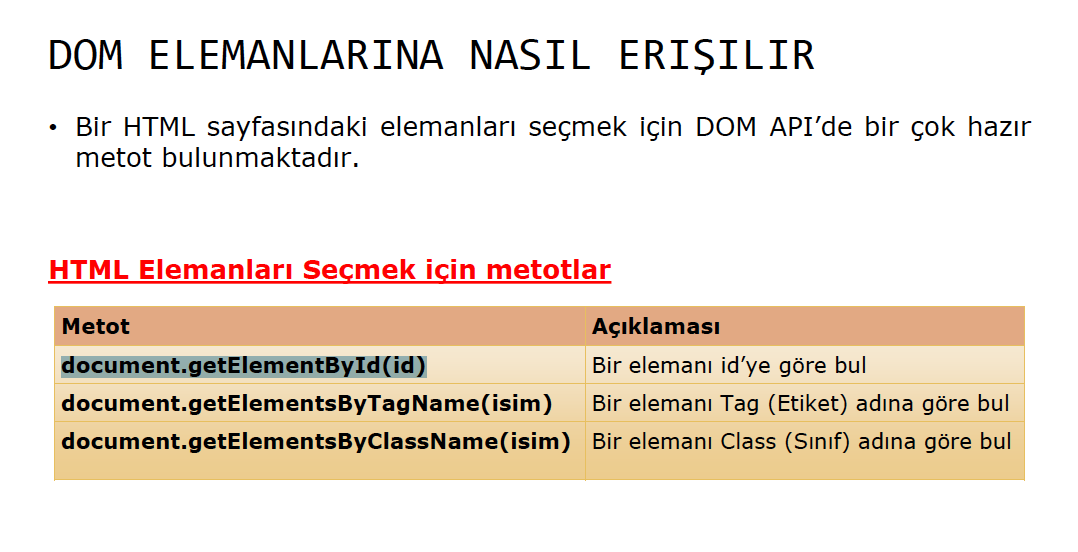 DOM ELEMANLARINA NASIL ERIŞILIR
• Bir HTML sayfasındaki elemanları seçmek için DOM API’de bir çok hazır
metot bulunmaktadır.
HTML Elemanları Seçmek için metotlar
Metot Açıklaması
document.getElementById(id) Bir elemanı id’ye göre bul
document.getElementsByTagName(isim) Bir elemanı Tag (Etiket) adına göre bul
document.getElementsByClassName(isim) Bir elemanı Class (Sınıf) adına göre bul